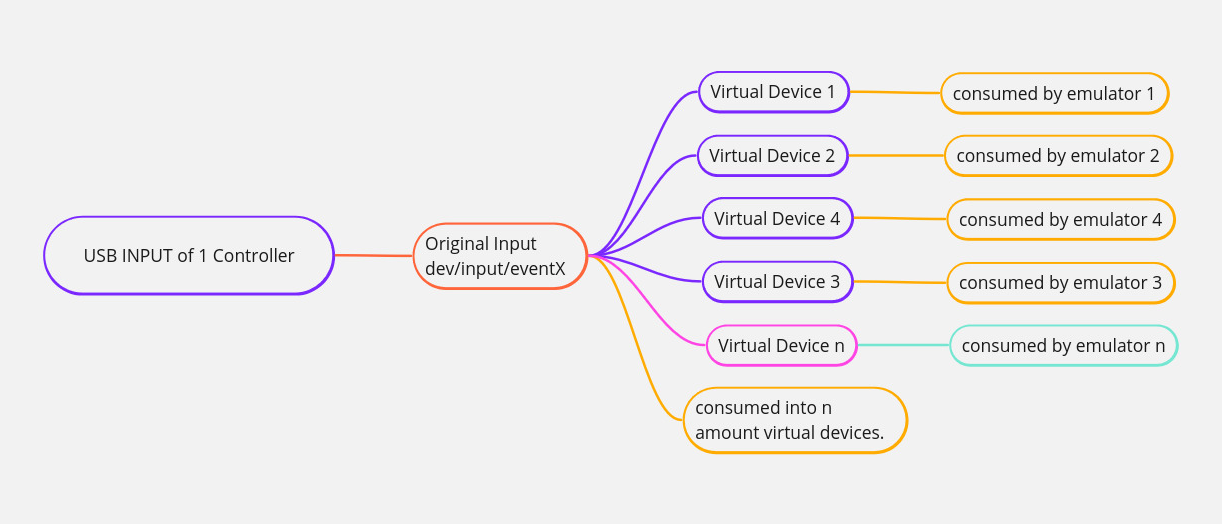 USB INPUT of 1 Controller
Original Input
dev/input/eventX
Virtual Device 1
consumed by emulator 1
Virtual Device 2
consumed by emulator 2
Virtual Device 4
consumed by emulator 4
Virtual Device 3
consumed by emulator 3
Virtual Device n
consumed by emulator n
consumed into n
amount virtual devices.